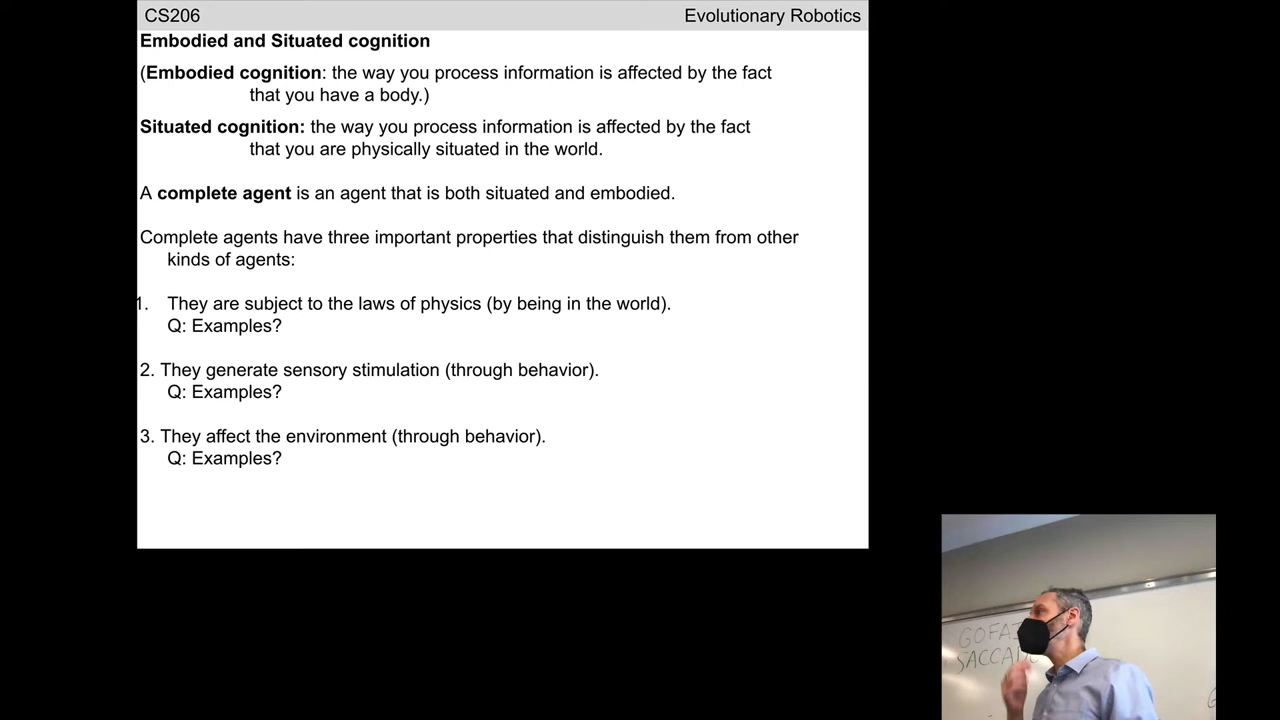 CS206 Evolutionary Robotics
Embodied and Situated cognition
(Embodied cognition: the way you process information is affected by the fact
that you have a body.)
Situated cognition: the way you process information is affected by the fact
that you are physically situated in the world.
A complete agent is an agent that is both situated and embodied.
Complete agents have three important properties that distinguish them from other
kinds of agents:
1. They are subject to the laws of physics (by being in the world).
Q: Examples?
2. They generate sensory stimulation (through behavior).
Q: Examples?
3. They affect the environment (through behavior).
Q: Examples?
GOFAI